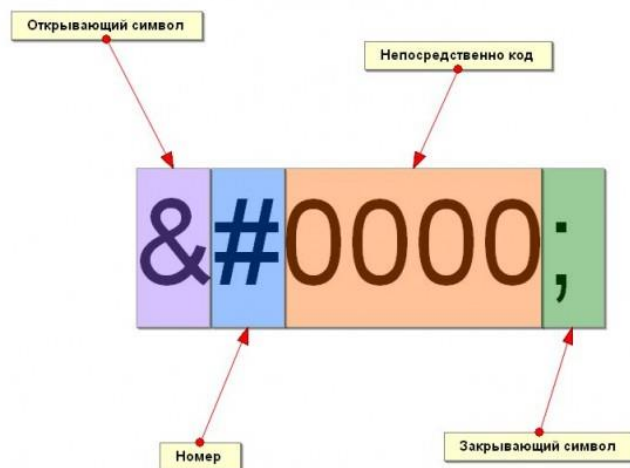 Открывающий символ
Непосредственно код
&#0000;
Номер
Закрывающий символ